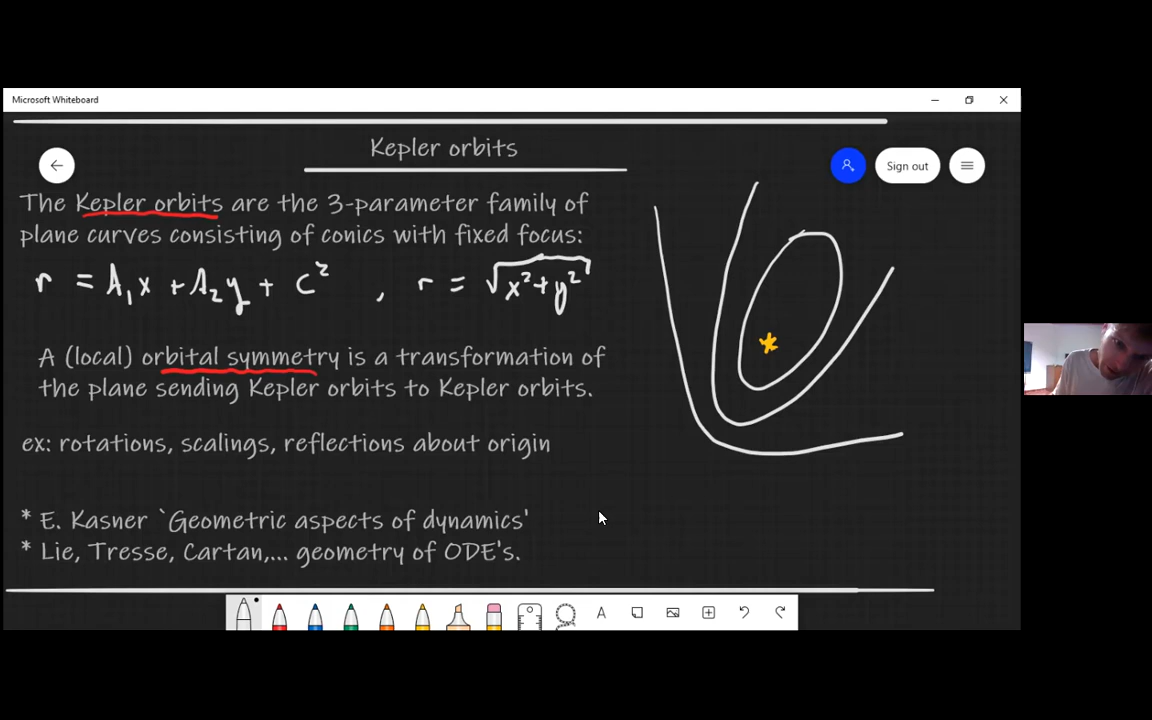 Microsoft Whiteboard
Kepler orbits
Sign out
The Kepler orbits are the 3-parameter family of
plane curves consisting of conics with fixed focus:
r = A₁x + A₂y + c² , r = √x²+y²
A (local) orbital symmetry is a transformation of
the plane sending Kepler orbits to Kepler orbits.
ex: rotations, scalings, reflections about origin
* E. Kasner `Geometric aspects of dynamics'
* Lie, Tresse, Cartan,... geometry of ODE's.
A